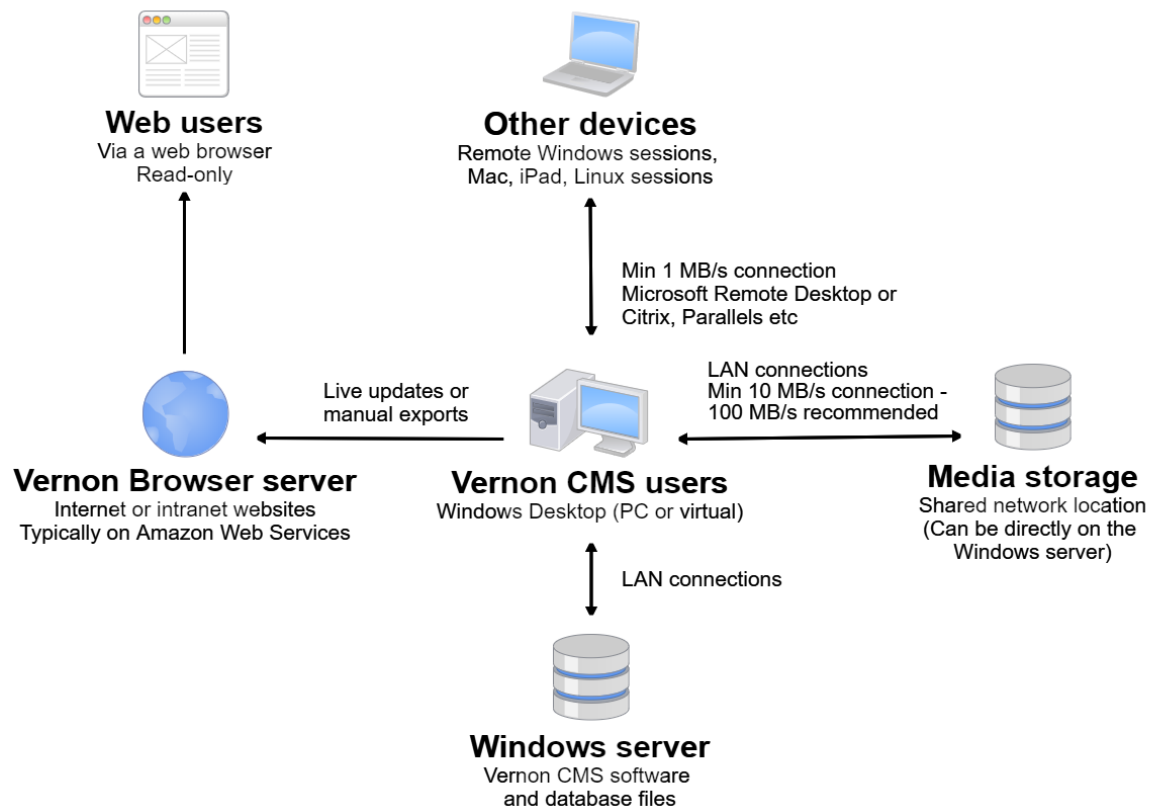 Web users
Via a web browser
Read-only
Other devices
Remote Windows sessions,
Mac, iPad, Linux sessions
Min 1 MB/s connection
Microsoft Remote Desktop or
Citrix, Parallels etc
Live updates or
manual exports
LAN connections
Min 10 MB/s connection -
100 MB/s recommended
Vernon Browser server
Internet or intranet websites
Typically on Amazon Web Services
Vernon CMS users
Windows Desktop (PC or virtual)
Media storage
Shared network location
(Can be directly on the
Windows server)
LAN connections
Windows server
Vernon CMS software
and database files